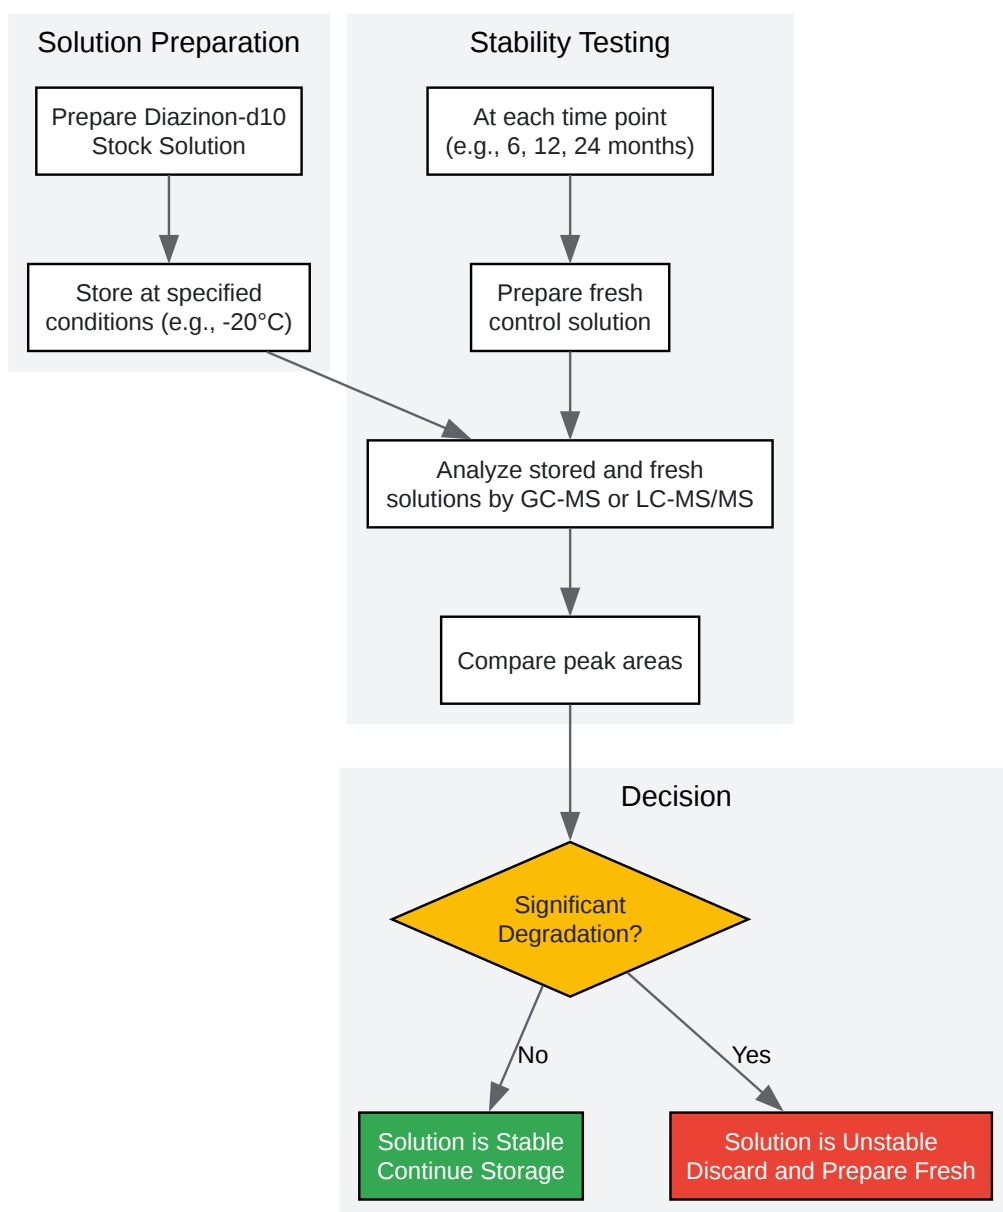 Solution Preparation
Prepare Diazinon-d10
Stock Solution
Store at specified
conditions (e.g., -20°C)
Stability Testing
At each time point
(e.g., 6, 12, 24 months)
Prepare fresh
control solution
Analyze stored and fresh
solutions by GC-MS or LC-MS/MS
Compare peak areas
Decision
Significant
Degradation?
No
Yes
Solution is Stable
Continue Storage
Solution is Unstable
Discard and Prepare Fresh